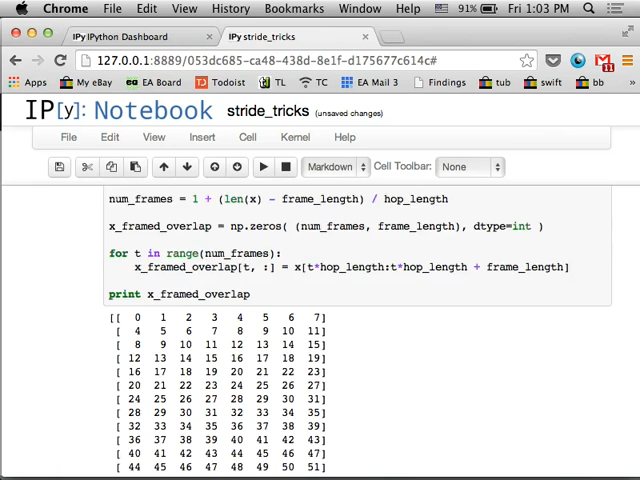 Chrome File Edit View History Bookmarks Window Help 91% Fri 1:03 PM
IPy IPython Dashboard × IPy stride_tricks ×
127.0.0.1:8889/053dc685-ca48-438d-8e1f-d175677c614c# 11
Apps My eBay EA Board Todoist TL TC EA Mail 3 Findings tub switch bb
IP[y]: Notebook stride_tricks (unsaved changes)
File Edit View Insert Cell Kernel Help
Markdown Cell Toolbar: None
num_frames = 1 + (len(x) - frame_length) / hop_length
x_framed_overlap = np.zeros( (num_frames, frame_length), dtype=int )
for t in range(num_frames):
x_framed_overlap[t, :] = x[t*hop_length:t*hop_length + frame_length]
print x_framed_overlap
[[ 0 1 2 3 4 5 6 7]
[ 4 5 6 7 8 9 10 11]
[ 8 9 10 11 12 13 14 15]
[12 13 14 15 16 17 18 19]
[16 17 18 19 20 21 22 23]
[20 21 22 23 24 25 26 27]
[24 25 26 27 28 29 30 31]
[28 29 30 31 32 33 34 35]
[32 33 34 35 36 37 38 39]
[36 37 38 39 40 41 42 43]
[40 41 42 43 44 45 46 47]
[44 45 46 47 48 49 50 51]